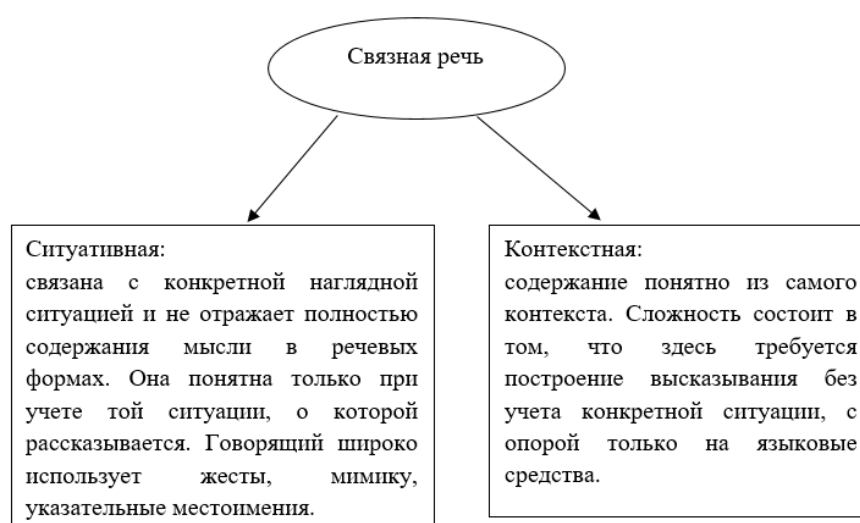 Связная речь
Ситуативная:
связана с конкретной наглядной
ситуацией и не отражает полностью
содержания мысли в речевых
формах. Она понятна только при
учете той ситуации, о которой
рассказывается. Говорящий широко
использует жесты, мимику,
указательные местоимения.
Контекстная:
содержание понятно из самого
контекста. Сложность состоит в
том, что здесь требуется
построение высказывания без
учета конкретной ситуации, с
опорой только на языковые
средства.